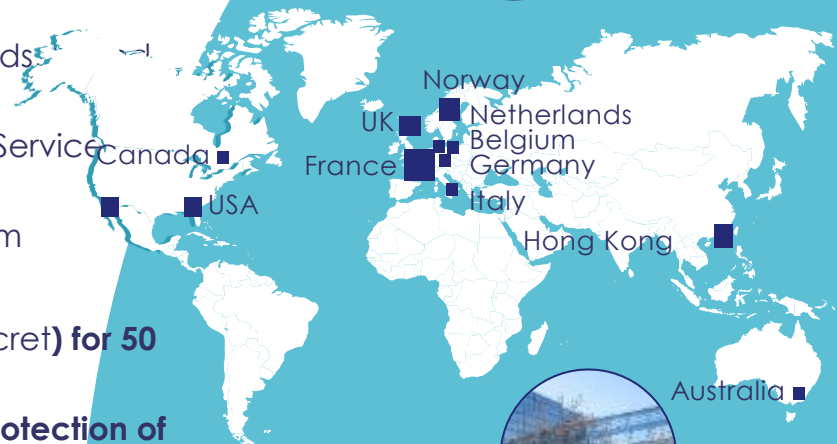 ds
Norway
UK
Netherlands
Service
Canada
Belgium
France
Germany
USA
Italy
m
Hong Kong
cret) for 50
Australia
otection of